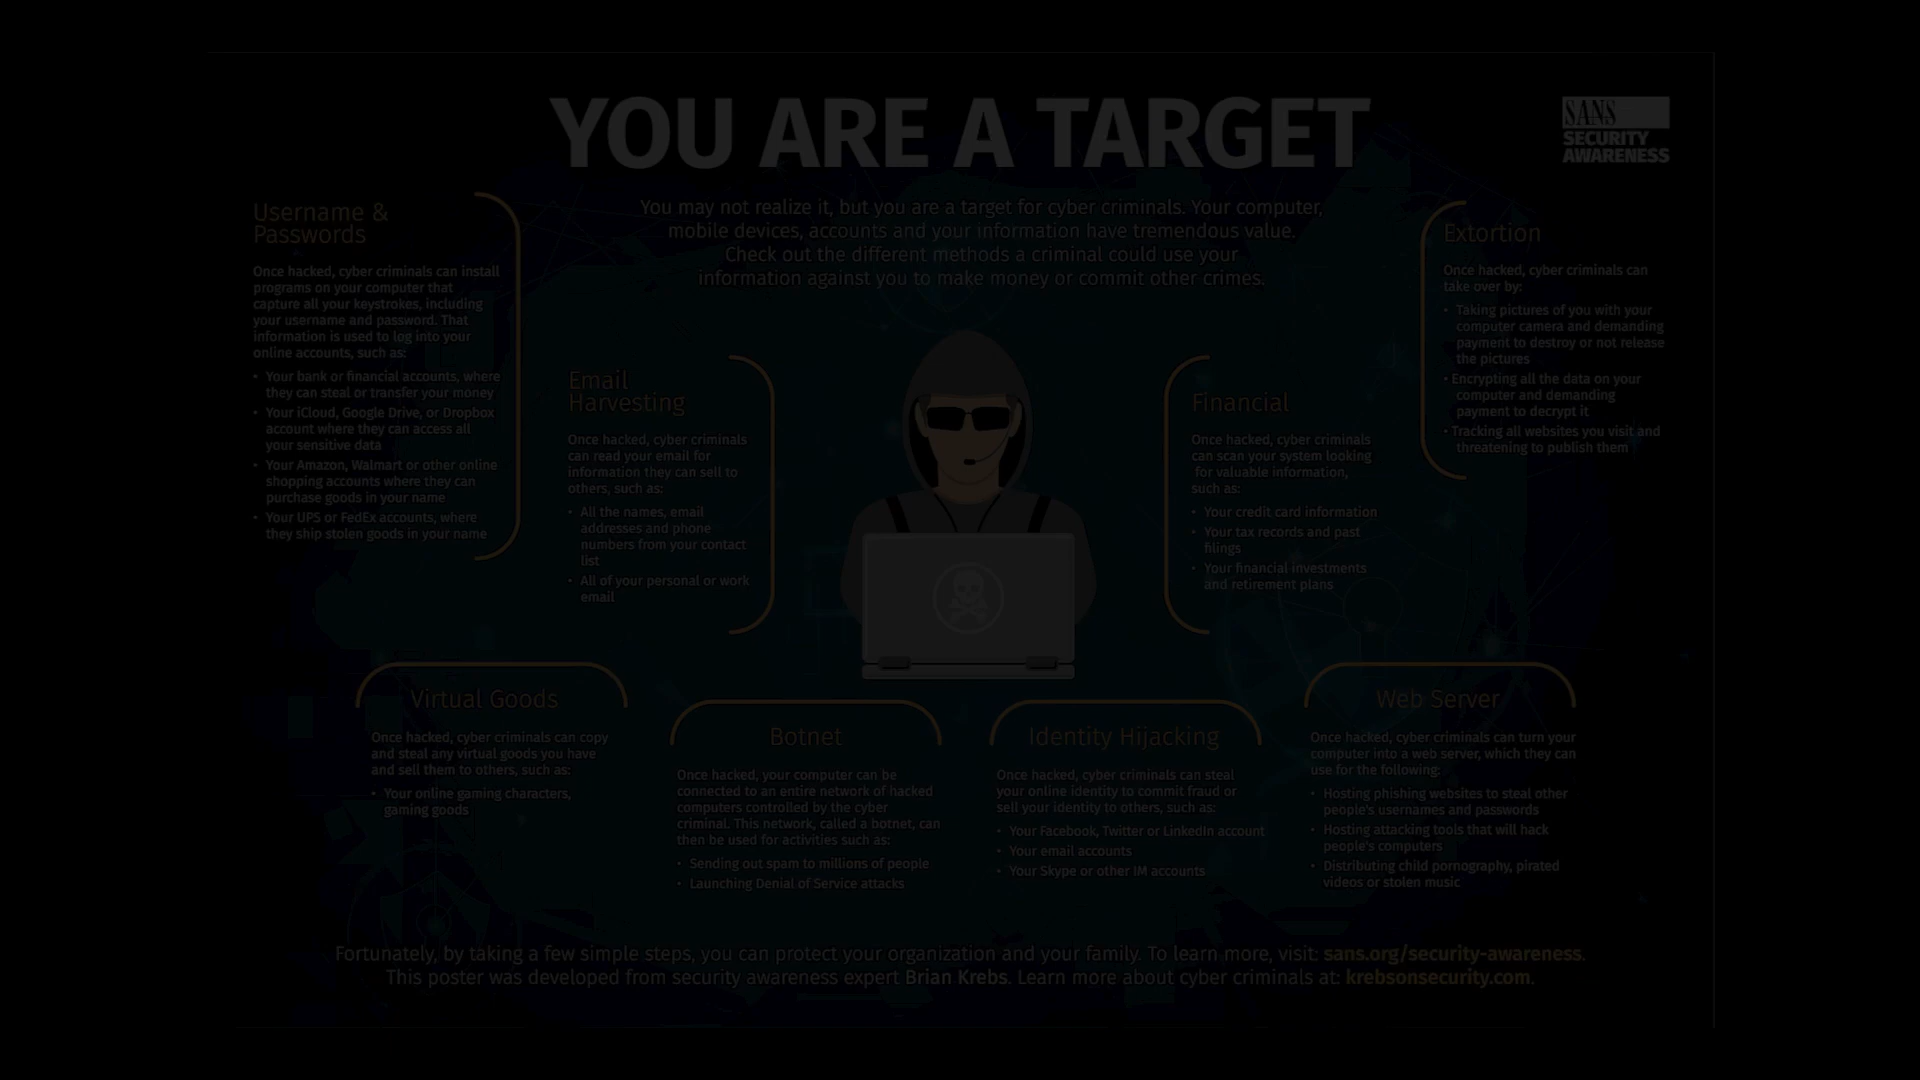 YOU ARE A TARGET
SANS
SECURITY
AWARENESS
You may not realize it, but you are a target for cyber criminals. Your computer,
mobile devices, accounts and your information have tremendous value.
Check out the different methods a criminal could use your
information against you to make money or commit other crimes.
Username &
Passwords
Once hacked, cyber criminals can install
programs on your computer that
capture all your keystrokes, including
your username and password. That
information is used to log into your
online accounts, such as:
• Your bank or financial accounts, where
they can steal or transfer your money
• Your iCloud, Google Drive, or Dropbox
account where they can access all
your sensitive data
• Your Amazon, Walmart or other online
shopping accounts where they can
purchase goods in your name
• Your UPS or FedEx accounts, where
they ship stolen goods in your name
Email
Harvesting
Once hacked, cyber criminals
can read your email for
information they can sell to
others, such as:
• All the names, email
addresses and phone
numbers from your contact
list
• All of your personal or work
email
Financial
Once hacked, cyber criminals
can scan your system looking
for valuable information,
such as:
• Your credit card information
• Your tax records and past
filings
• Your financial investments
and retirement plans
Extortion
Once hacked, cyber criminals can
take over by:
• Taking pictures of you with your
computer camera and demanding
payment to destroy or not release
the pictures
• Encrypting all the data on your
computer and demanding
payment to decrypt it
• Tracking all websites you visit and
threatening to publish them
Virtual Goods
Once hacked, cyber criminals can copy
and steal any virtual goods you have
and sell them to others, such as:
• Your online gaming characters,
gaming goods
Botnet
Once hacked, your computer can be
connected to an entire network of hacked
computers controlled by the cyber
criminal. This network, called a botnet, can
then be used for activities such as:
• Sending out spam to millions of people
• Launching Denial of Service attacks
Identity Hijacking
Once hacked, cyber criminals can steal
your online identity to commit fraud or
sell your identity to others, such as:
• Your Facebook, Twitter or LinkedIn account
• Your email accounts
• Your Skype or other IM accounts
Web Server
Once hacked, cyber criminals can turn your
computer into a web server, which they can
use for the following:
• Hosting phishing websites to steal other
people's usernames and passwords
• Hosting attacking tools that will hack
people's computers
• Distributing child pornography, pirated
videos or stolen music
Fortunately, by taking a few simple steps, you can protect your organization and your family. To learn more, visit: sans.org/security-awareness.
This poster was developed from security awareness expert Brian Krebs. Learn more about cyber criminals at: krebsonsecurity.com.